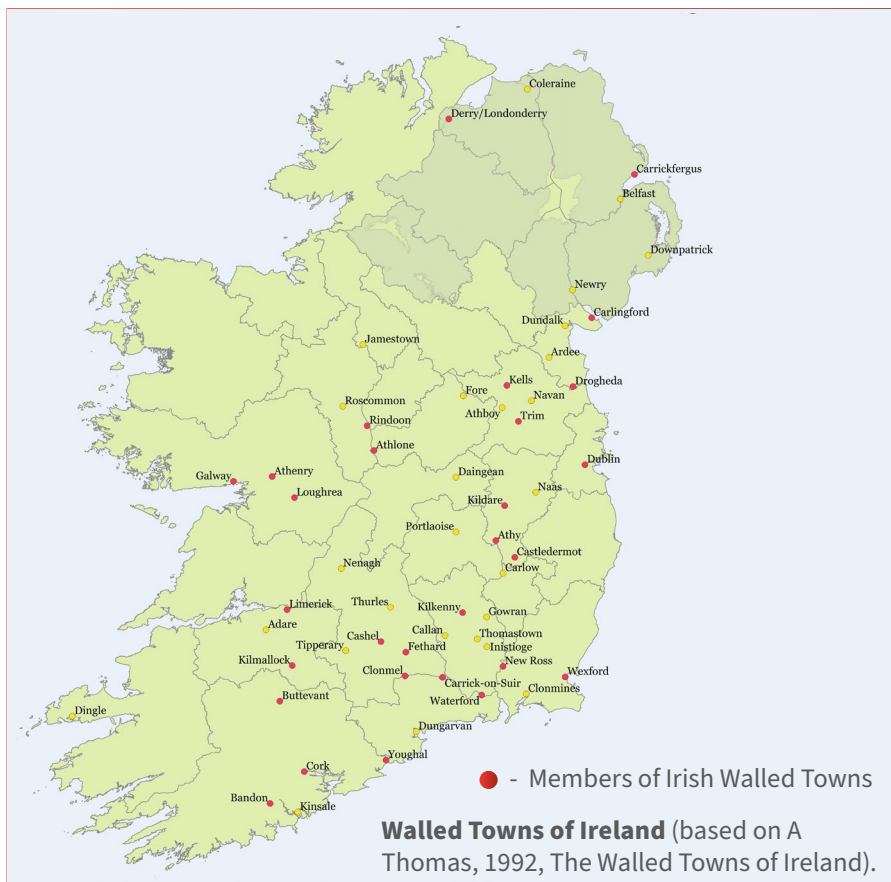 Coleraine
Derry/Londonderry
Carrickfergus
Belfast
Downpatrick
Newry
Carlingford
Dundalk
Jamestown
Ardee
Kells
Drogheda
Fore
Navan
Roscommon
Athboy
Trim
Rindoon
Athlone
Dublin
Athenry
Galway
Daingean
Loughrea
Naas
Kildare
Portlaoise
Athy
Castledermot
Nenagh
Carlow
Limerick
Thurles
Kilkenny
Gowran
Adare
Callan
Thomastown
Cashel
Tipperary
Fethard
Inistioge
Kilmallock
New Ross
Clonmel
Wexford
Carrick-on-Suir
Clonmines
Buttevant
Waterford
Dingle
Dungarvan
Youghal
Cork
- Members of Irish Walled Towns
Bandon
Kinsale
Walled Towns of Ireland (based on A
Thomas, 1992, The Walled Towns of Ireland).